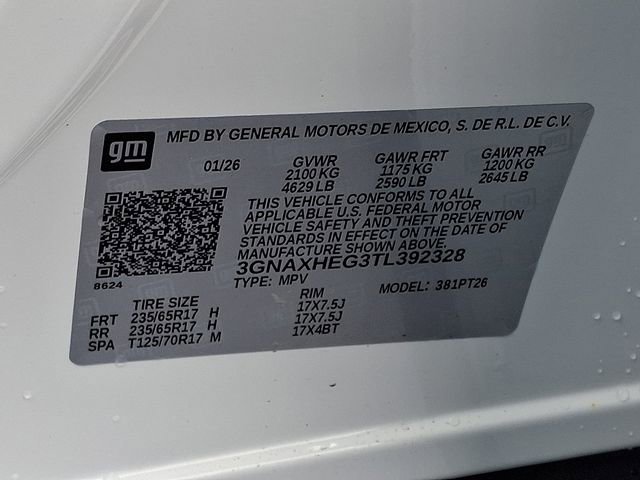 gm
MFD BY GENERAL MOTORS DE MEXICO, S. DE R.L. DE C.V.
01/26 GVWR GAWR FRT GAWR RR
2100 KG 1175 KG 1200 KG
4629 LB 2590 LB 2645 LB
THIS VEHICLE CONFORMS TO ALL
APPLICABLE U.S. FEDERAL MOTOR
VEHICLE SAFETY AND THEFT PREVENTION
STANDARDS IN EFFECT ON THE DATE OF
MANUFACTURE SHOWN ABOVE.
3GNAXHEG3TL392328
8624
TYPE: MPV MODEL: 381PT26
TIRE SIZE RIM
FRT 235/65R17 H 17X7.5J
RR 235/65R17 H 17X7.5J
SPA T125/70R17 M 17X4BT